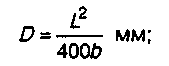 D = L²/400b мм;